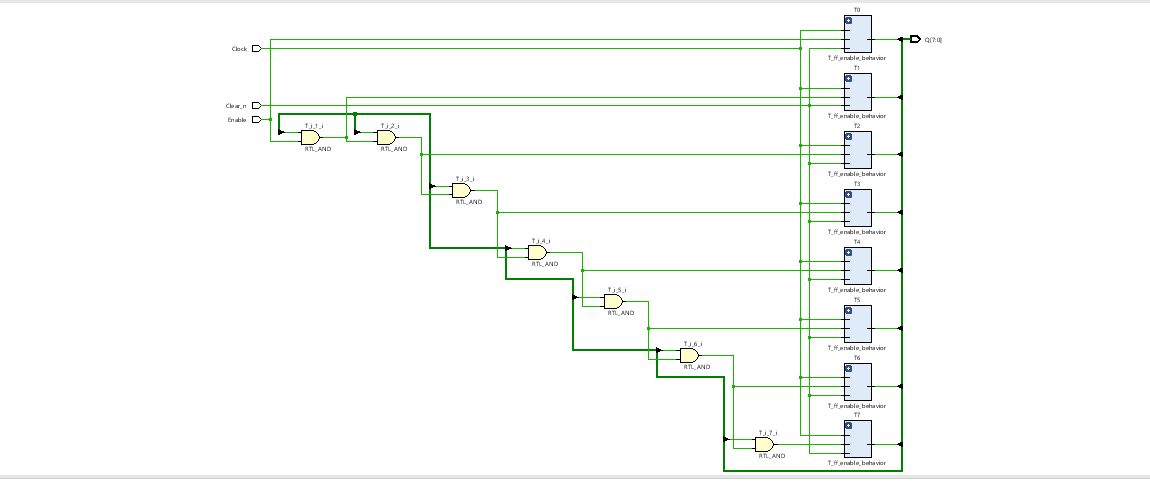 T0
Clock
Q[7:0]
T_ff_enable_behavior
T1
Clear_n
T_ff_enable_behavior
Enable
T_i_1_i
T_i_2_i
T2
RTL_AND
RTL_AND
T_ff_enable_behavior
T_i_3_i
T3
RTL_AND
T_ff_enable_behavior
T_i_4_i
T4
RTL_AND
T_ff_enable_behavior
T_i_5_i
T5
RTL_AND
T_ff_enable_behavior
T_i_6_i
T6
RTL_AND
T_ff_enable_behavior
T7
T_i_7_i
RTL_AND
T_ff_enable_behavior